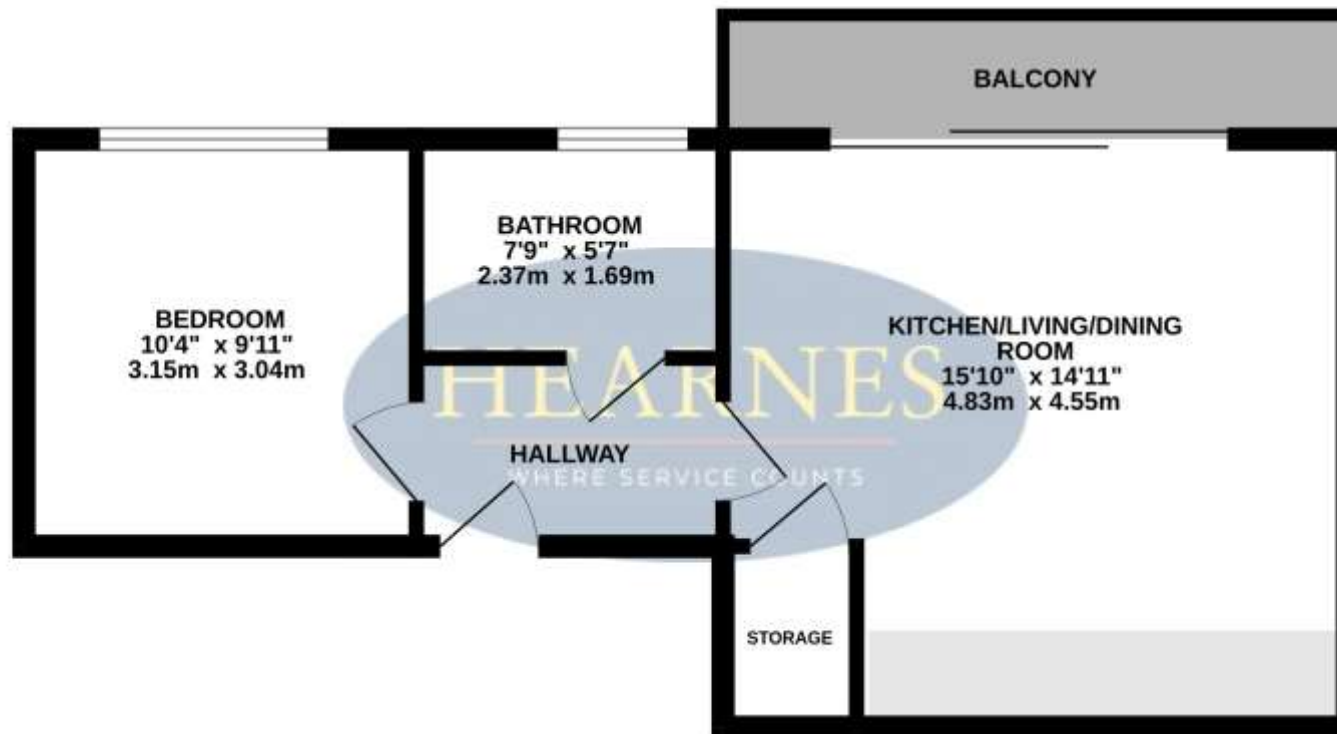 BALCONY
BATHROOM
7'9" x 5'7"
2.37m x 1.69m
BEDROOM
10'4" x 9'11"
3.15m x 3.04m
KITCHEN/LIVING/DINING
ROOM
15'10" x 14'11"
4.83m x 4.55m
HEARNES
HALLWAY
WHERE SERVICE COUNTS
STORAGE